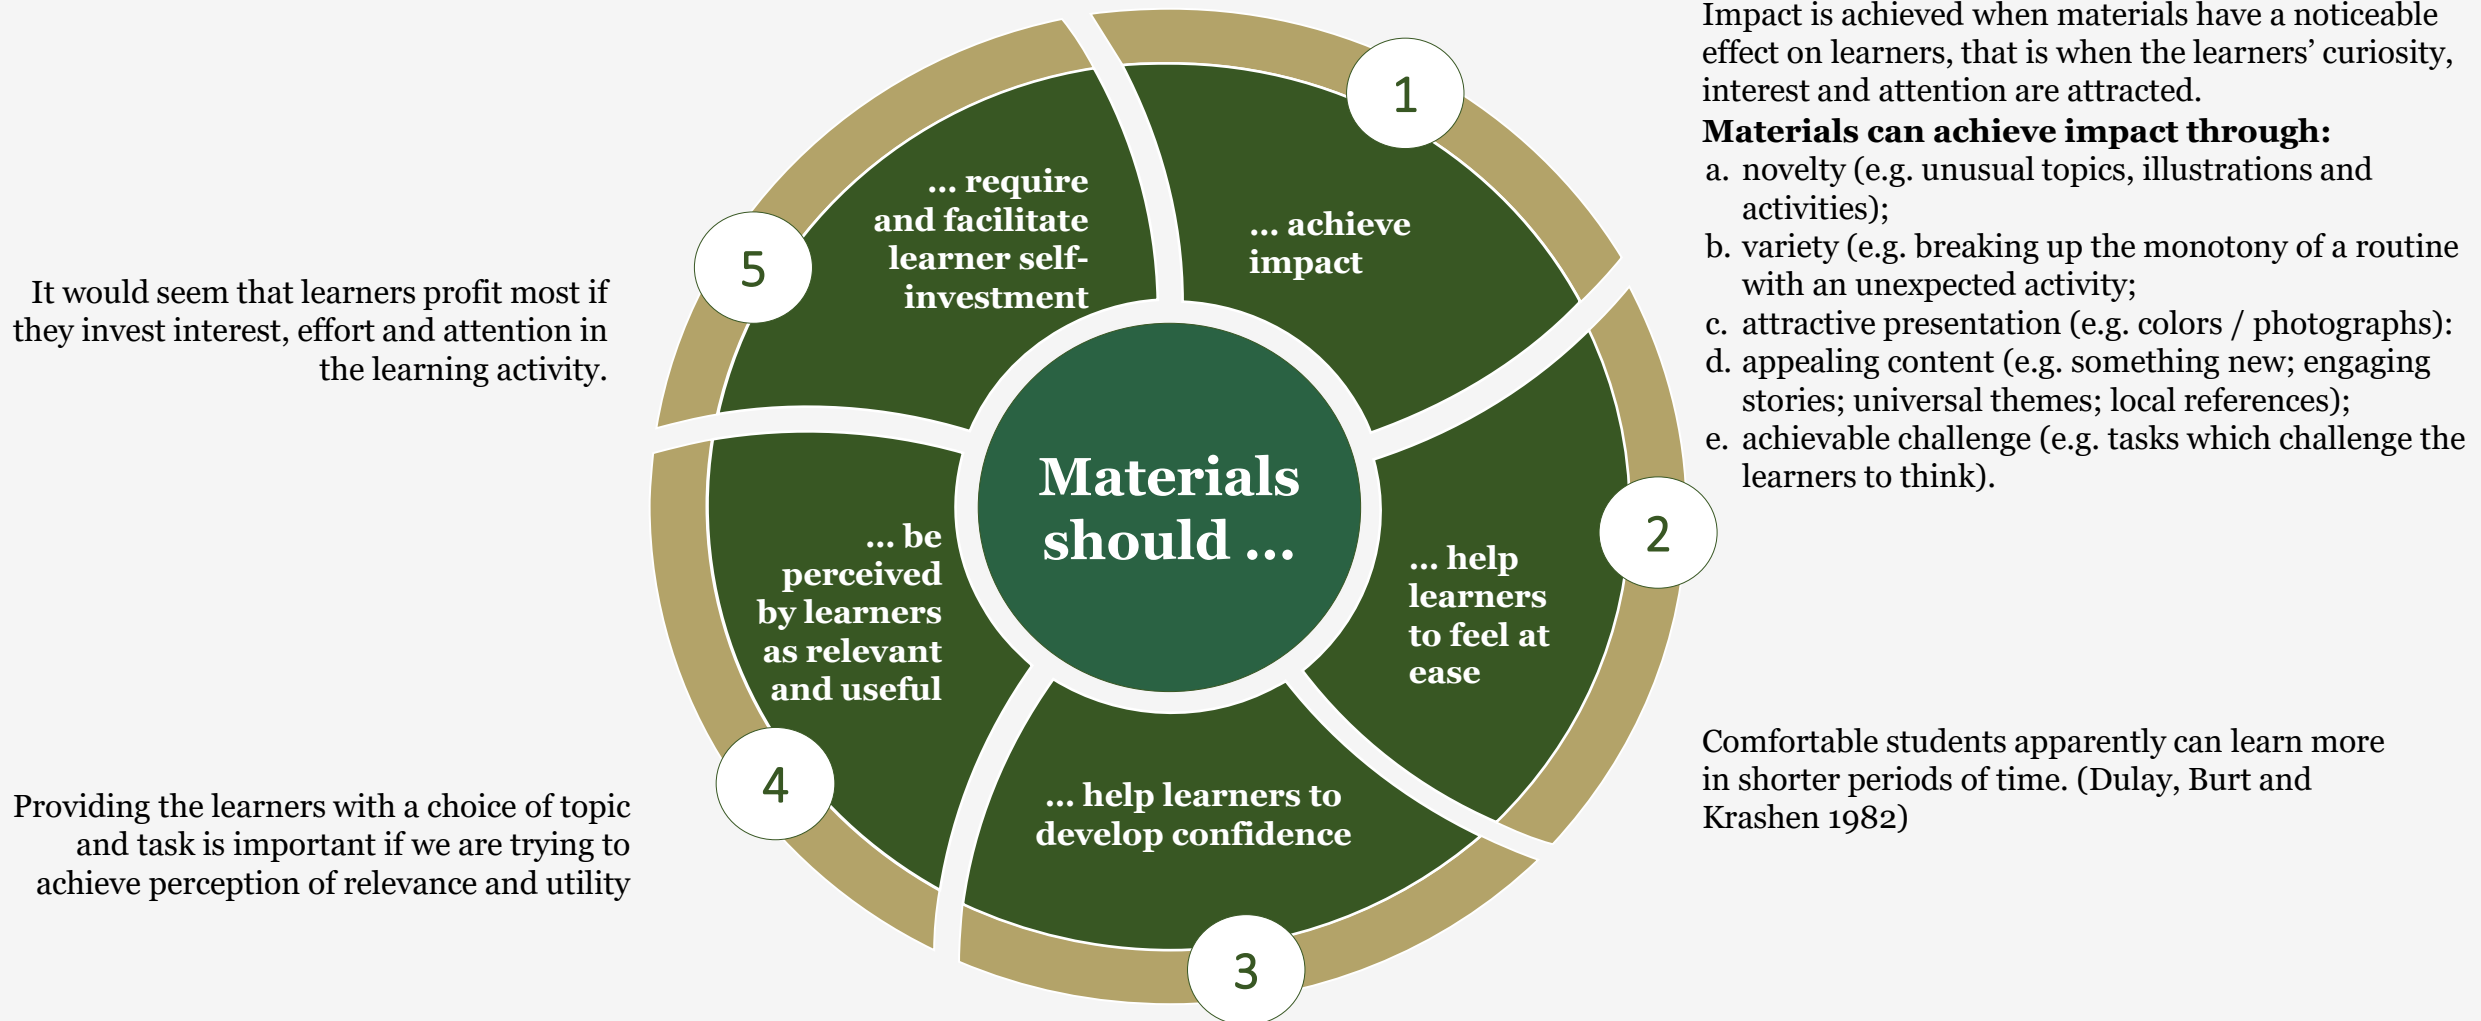 Impact is achieved when materials have a noticeable
effect on learners, that is when the learners’ curiosity,
interest and attention are attracted.
Materials can achieve impact through:
a. novelty (e.g. unusual topics, illustrations and
activities);
b. variety (e.g. breaking up the monotony of a routine
with an unexpected activity;
c. attractive presentation (e.g. colors / photographs):
d. appealing content (e.g. something new; engaging
stories; universal themes; local references);
e. achievable challenge (e.g. tasks which challenge the
learners to think).
1
... achieve
impact
2
... help
learners
to feel at
ease
Comfortable students apparently can learn more
in shorter periods of time. (Dulay, Burt and
Krashen 1982)
3
... help learners to
develop confidence
4
... be
perceived
by learners
as relevant
and useful
Providing the learners with a choice of topic
and task is important if we are trying to
achieve perception of relevance and utility
5
... require
and facilitate
learner self-
investment
It would seem that learners profit most if
they invest interest, effort and attention in
the learning activity.
Materials
should ...